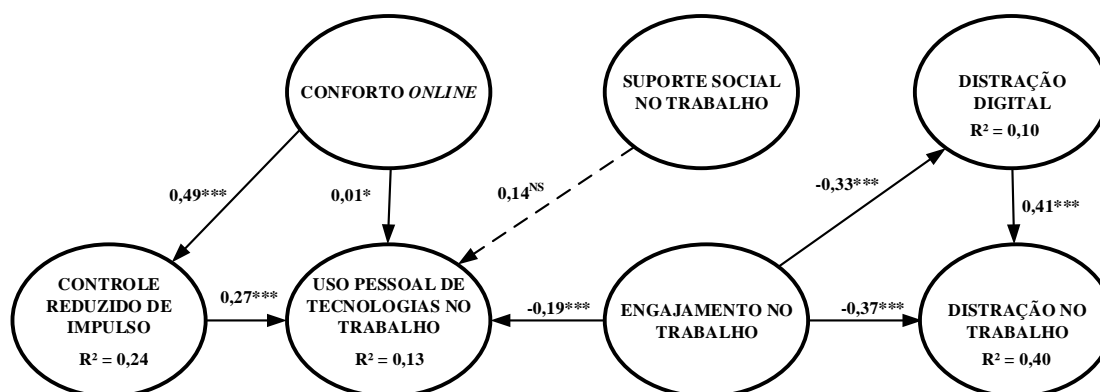 CONFORTO ONLINE
SUPORTE SOCIAL
NO TRABALHO
DISTRAÇÃO
DIGITAL
R² = 0,10
0,49***
0,01*
0,14NS
-0,33***
0,41***
CONTROLE
REDUZIDO DE
IMPULSO
R² = 0,24
0,27***
USO PESSOAL DE
TECNOLOGIAS NO
TRABALHO
R² = 0,13
-0,19***
ENGAJAMENTO NO
TRABALHO
-0,37***
DISTRAÇÃO NO
TRABALHO
R² = 0,40